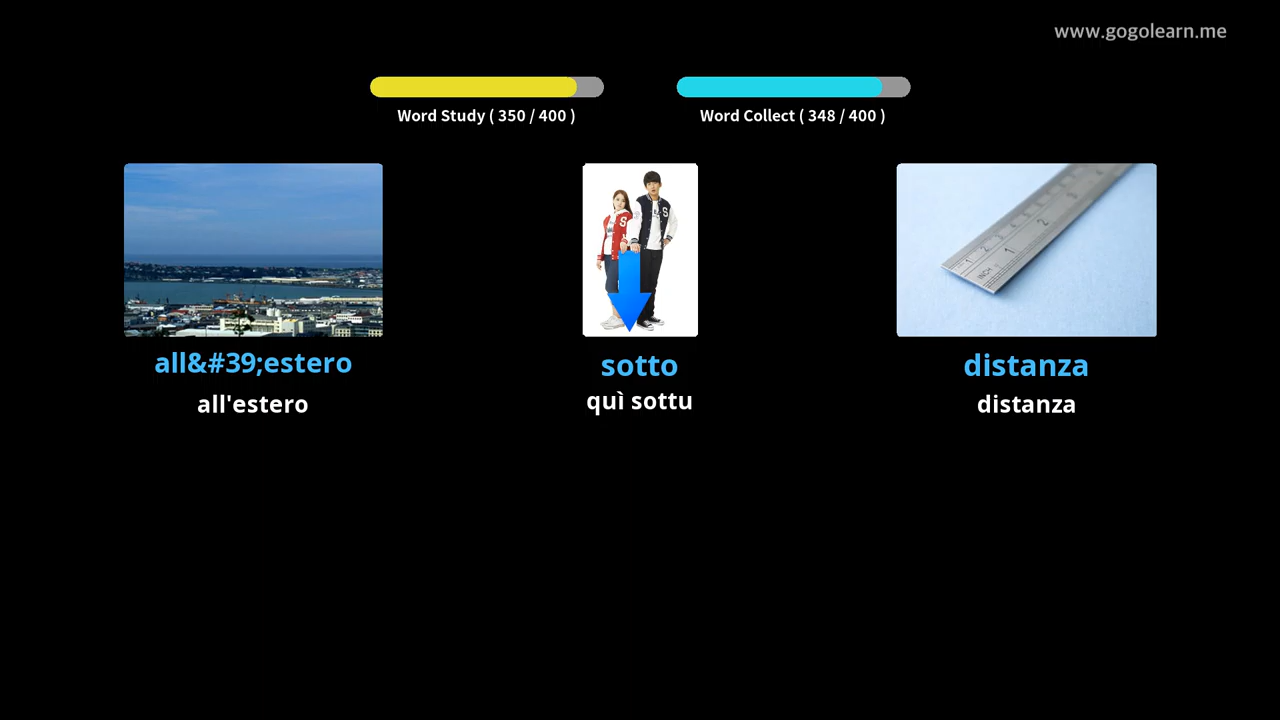 www.gogolearn.me
Word Study ( 350 / 400 )
Word Collect ( 348 / 400 )
all&#39;estero
sotto
distanza
all'estero
quì sottu
distanza